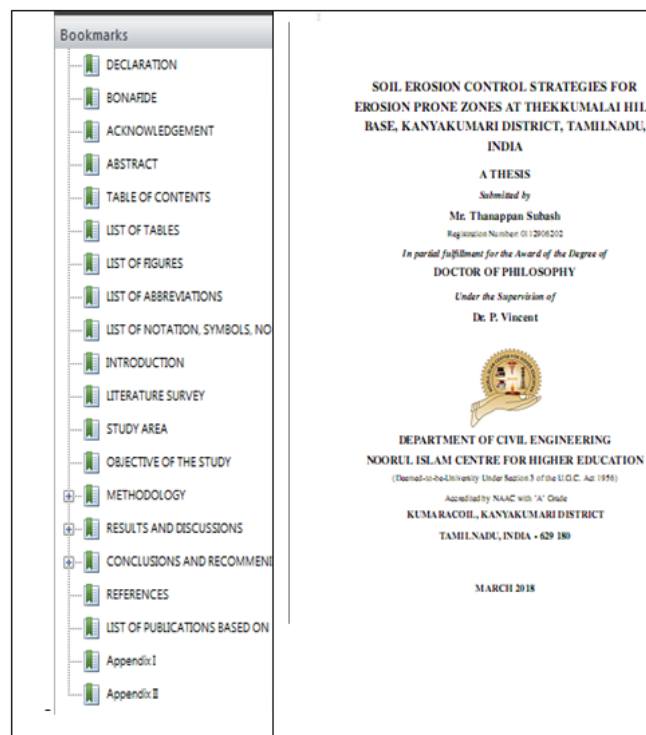 Bookmarks
DECLARATION
BONAFIDE
ACKNOWLEDGEMENT
ABSTRACT
TABLE OF CONTENTS
LIST OF TABLES
LIST OF FIGURES
LIST OF ABBREVIATIONS
LIST OF NOTATION, SYMBOLS, NO
INTRODUCTION
LITERATURE SURVEY
STUDY AREA
OBJECTIVE OF THE STUDY
METHODOLOGY
RESULTS AND DISCUSSIONS
CONCLUSIONS AND RECOMMEN
REFERENCES
LIST OF PUBLICATIONS BASED ON
Appendix I
Appendix II
SOIL EROSION CONTROL STRATEGIES FOR
EROSION PRONE ZONES AT THEKKUMALAI HIL
BASE, KANYAKUMARI DISTRICT, TAMILNADU,
INDIA
A THESIS
Submitted by
Mr. Thanappan Subash
Registration Number: 0112906202
In partial fulfillment for the Award of the Degree of
DOCTOR OF PHILOSOPHY
Under the Supervision of
Dr. P. Vincent
DEPARTMENT OF CIVIL ENGINEERING
NOORUL ISLAM CENTRE FOR HIGHER EDUCATION
(Deemed-to-be-University Under Section 3 of the U.G.C. Act 1956)
Accredited by NAAC with "A" Grade
KUMARACOIL, KANYAKUMARI DISTRICT
TAMILNADU, INDIA - 629 180
MARCH 2018